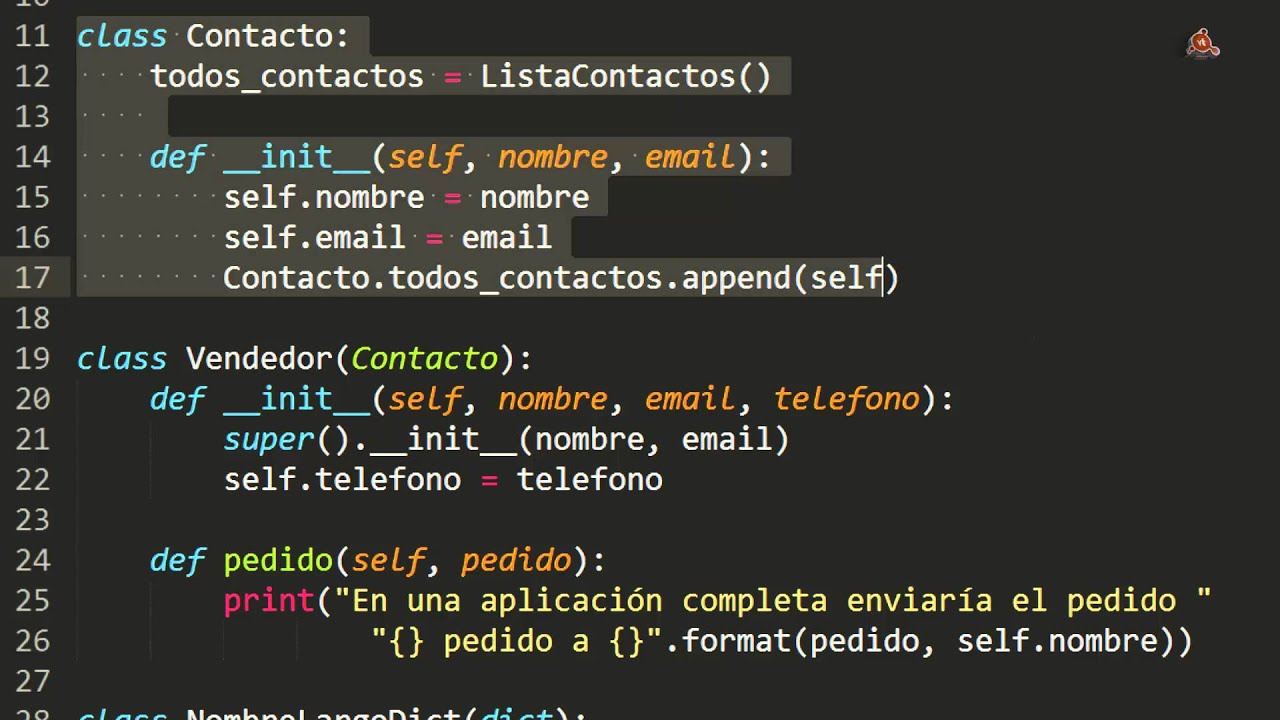 10
11 class Contacto:
12     todos_contactos = ListaContactos()
13
14     def __init__(self, nombre, email):
15         self.nombre = nombre
16         self.email = email
17         Contacto.todos_contactos.append(self)
18
19 class Vendedor(Contacto):
20     def __init__(self, nombre, email, telefono):
21         super().__init__(nombre, email)
22         self.telefono = telefono
23
24     def pedido(self, pedido):
25         print("En una aplicación completa enviaría el pedido "
26                 "{} pedido a {}".format(pedido, self.nombre))
27
28 class NombreLargoDict(dict):